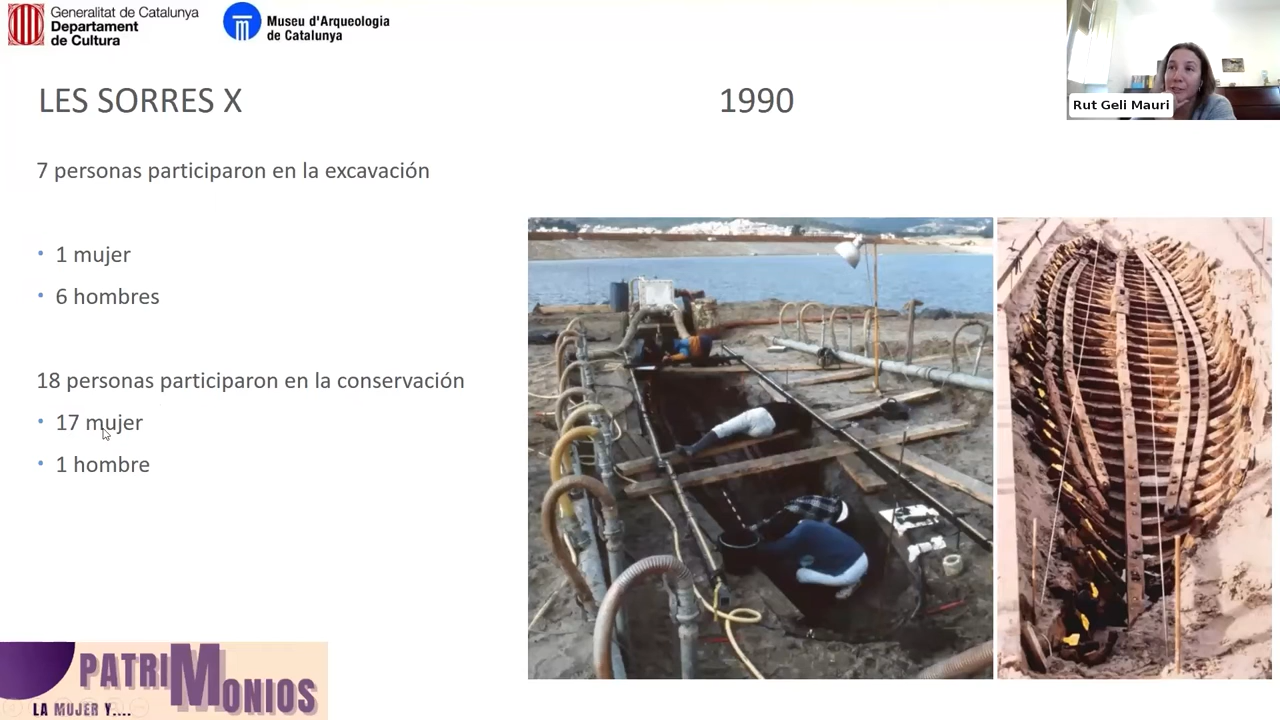 Generalitat de Catalunya
Departament
de Cultura
Museu d'Arqueologia
de Catalunya
Rut Geli Mauri
LES SORRES X
1990
7 personas participaron en la excavación
• 1 mujer
• 6 hombres
18 personas participaron en la conservación
• 17 mujer
• 1 hombre
PATRIMONIOS
LA MUJER Y....